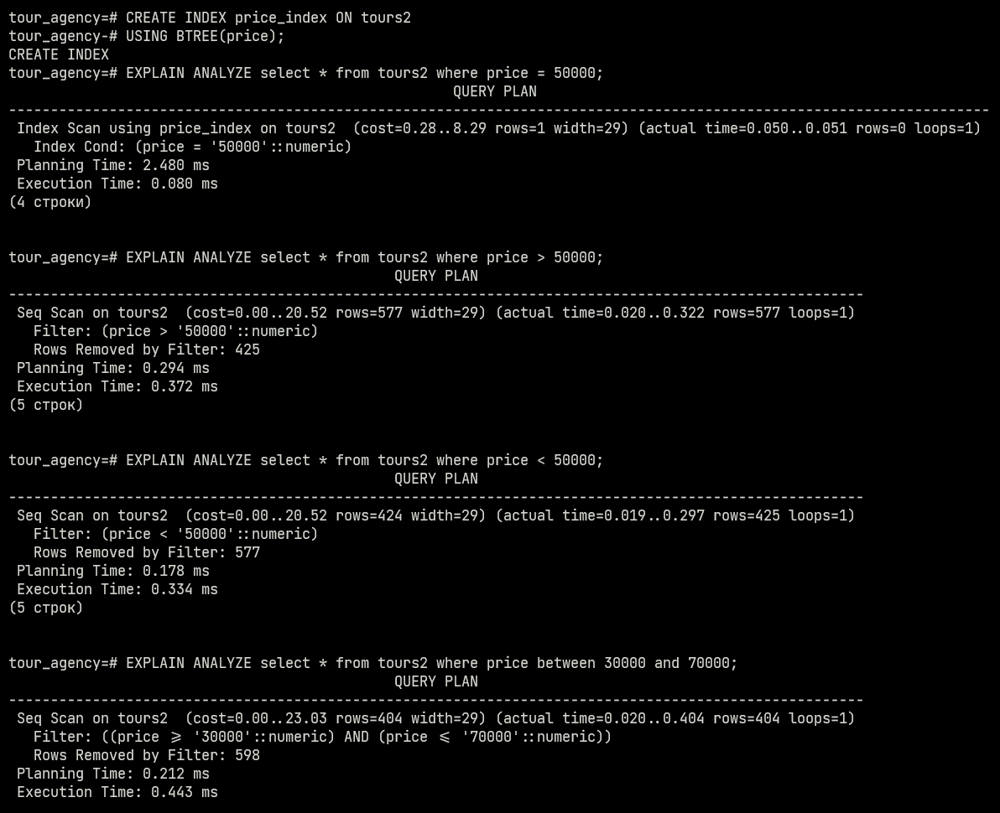 tour_agency=# CREATE INDEX price_index ON tours2
tour_agency-# USING BTREE(price);
CREATE INDEX
tour_agency=# EXPLAIN ANALYZE select * from tours2 where price = 50000;
QUERY PLAN
---------------------------------------------------------------------------------------------------------------------
Index Scan using price_index on tours2  (cost=0.28..8.29 rows=1 width=29) (actual time=0.050..0.051 rows=0 loops=1)
Index Cond: (price = '50000'::numeric)
Planning Time: 2.480 ms
Execution Time: 0.080 ms
(4 строки)
tour_agency=# EXPLAIN ANALYZE select * from tours2 where price > 50000;
QUERY PLAN
------------------------------------------------------------------------------------------------------
Seq Scan on tours2  (cost=0.00..20.52 rows=577 width=29) (actual time=0.020..0.322 rows=577 loops=1)
Filter: (price > '50000'::numeric)
Rows Removed by Filter: 425
Planning Time: 0.294 ms
Execution Time: 0.372 ms
(5 строк)
tour_agency=# EXPLAIN ANALYZE select * from tours2 where price < 50000;
QUERY PLAN
------------------------------------------------------------------------------------------------------
Seq Scan on tours2  (cost=0.00..20.52 rows=424 width=29) (actual time=0.019..0.297 rows=425 loops=1)
Filter: (price < '50000'::numeric)
Rows Removed by Filter: 577
Planning Time: 0.178 ms
Execution Time: 0.334 ms
(5 строк)
tour_agency=# EXPLAIN ANALYZE select * from tours2 where price between 30000 and 70000;
QUERY PLAN
------------------------------------------------------------------------------------------------------
Seq Scan on tours2  (cost=0.00..23.03 rows=404 width=29) (actual time=0.020..0.404 rows=404 loops=1)
Filter: ((price ⩾ '30000'::numeric) AND (price ⩽ '70000'::numeric))
Rows Removed by Filter: 598
Planning Time: 0.212 ms
Execution Time: 0.443 ms